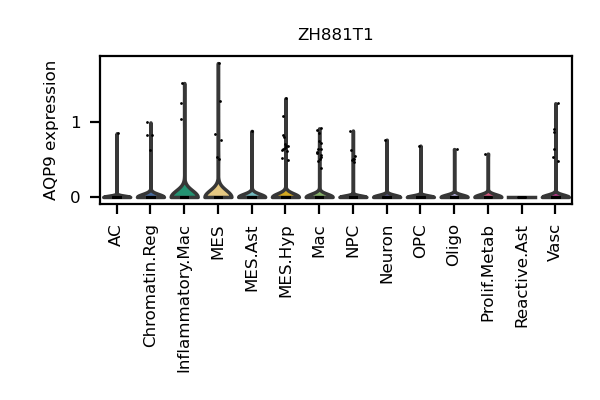 ZH881T1
AQP9 expression
1
0
AC
Chromatin.Reg
Inflammatory.Mac
MES
MES.Ast
MES.Hyp
Mac
NPC
Neuron
OPC
Oligo
Prolif.Metab
Reactive.Ast
Vasc